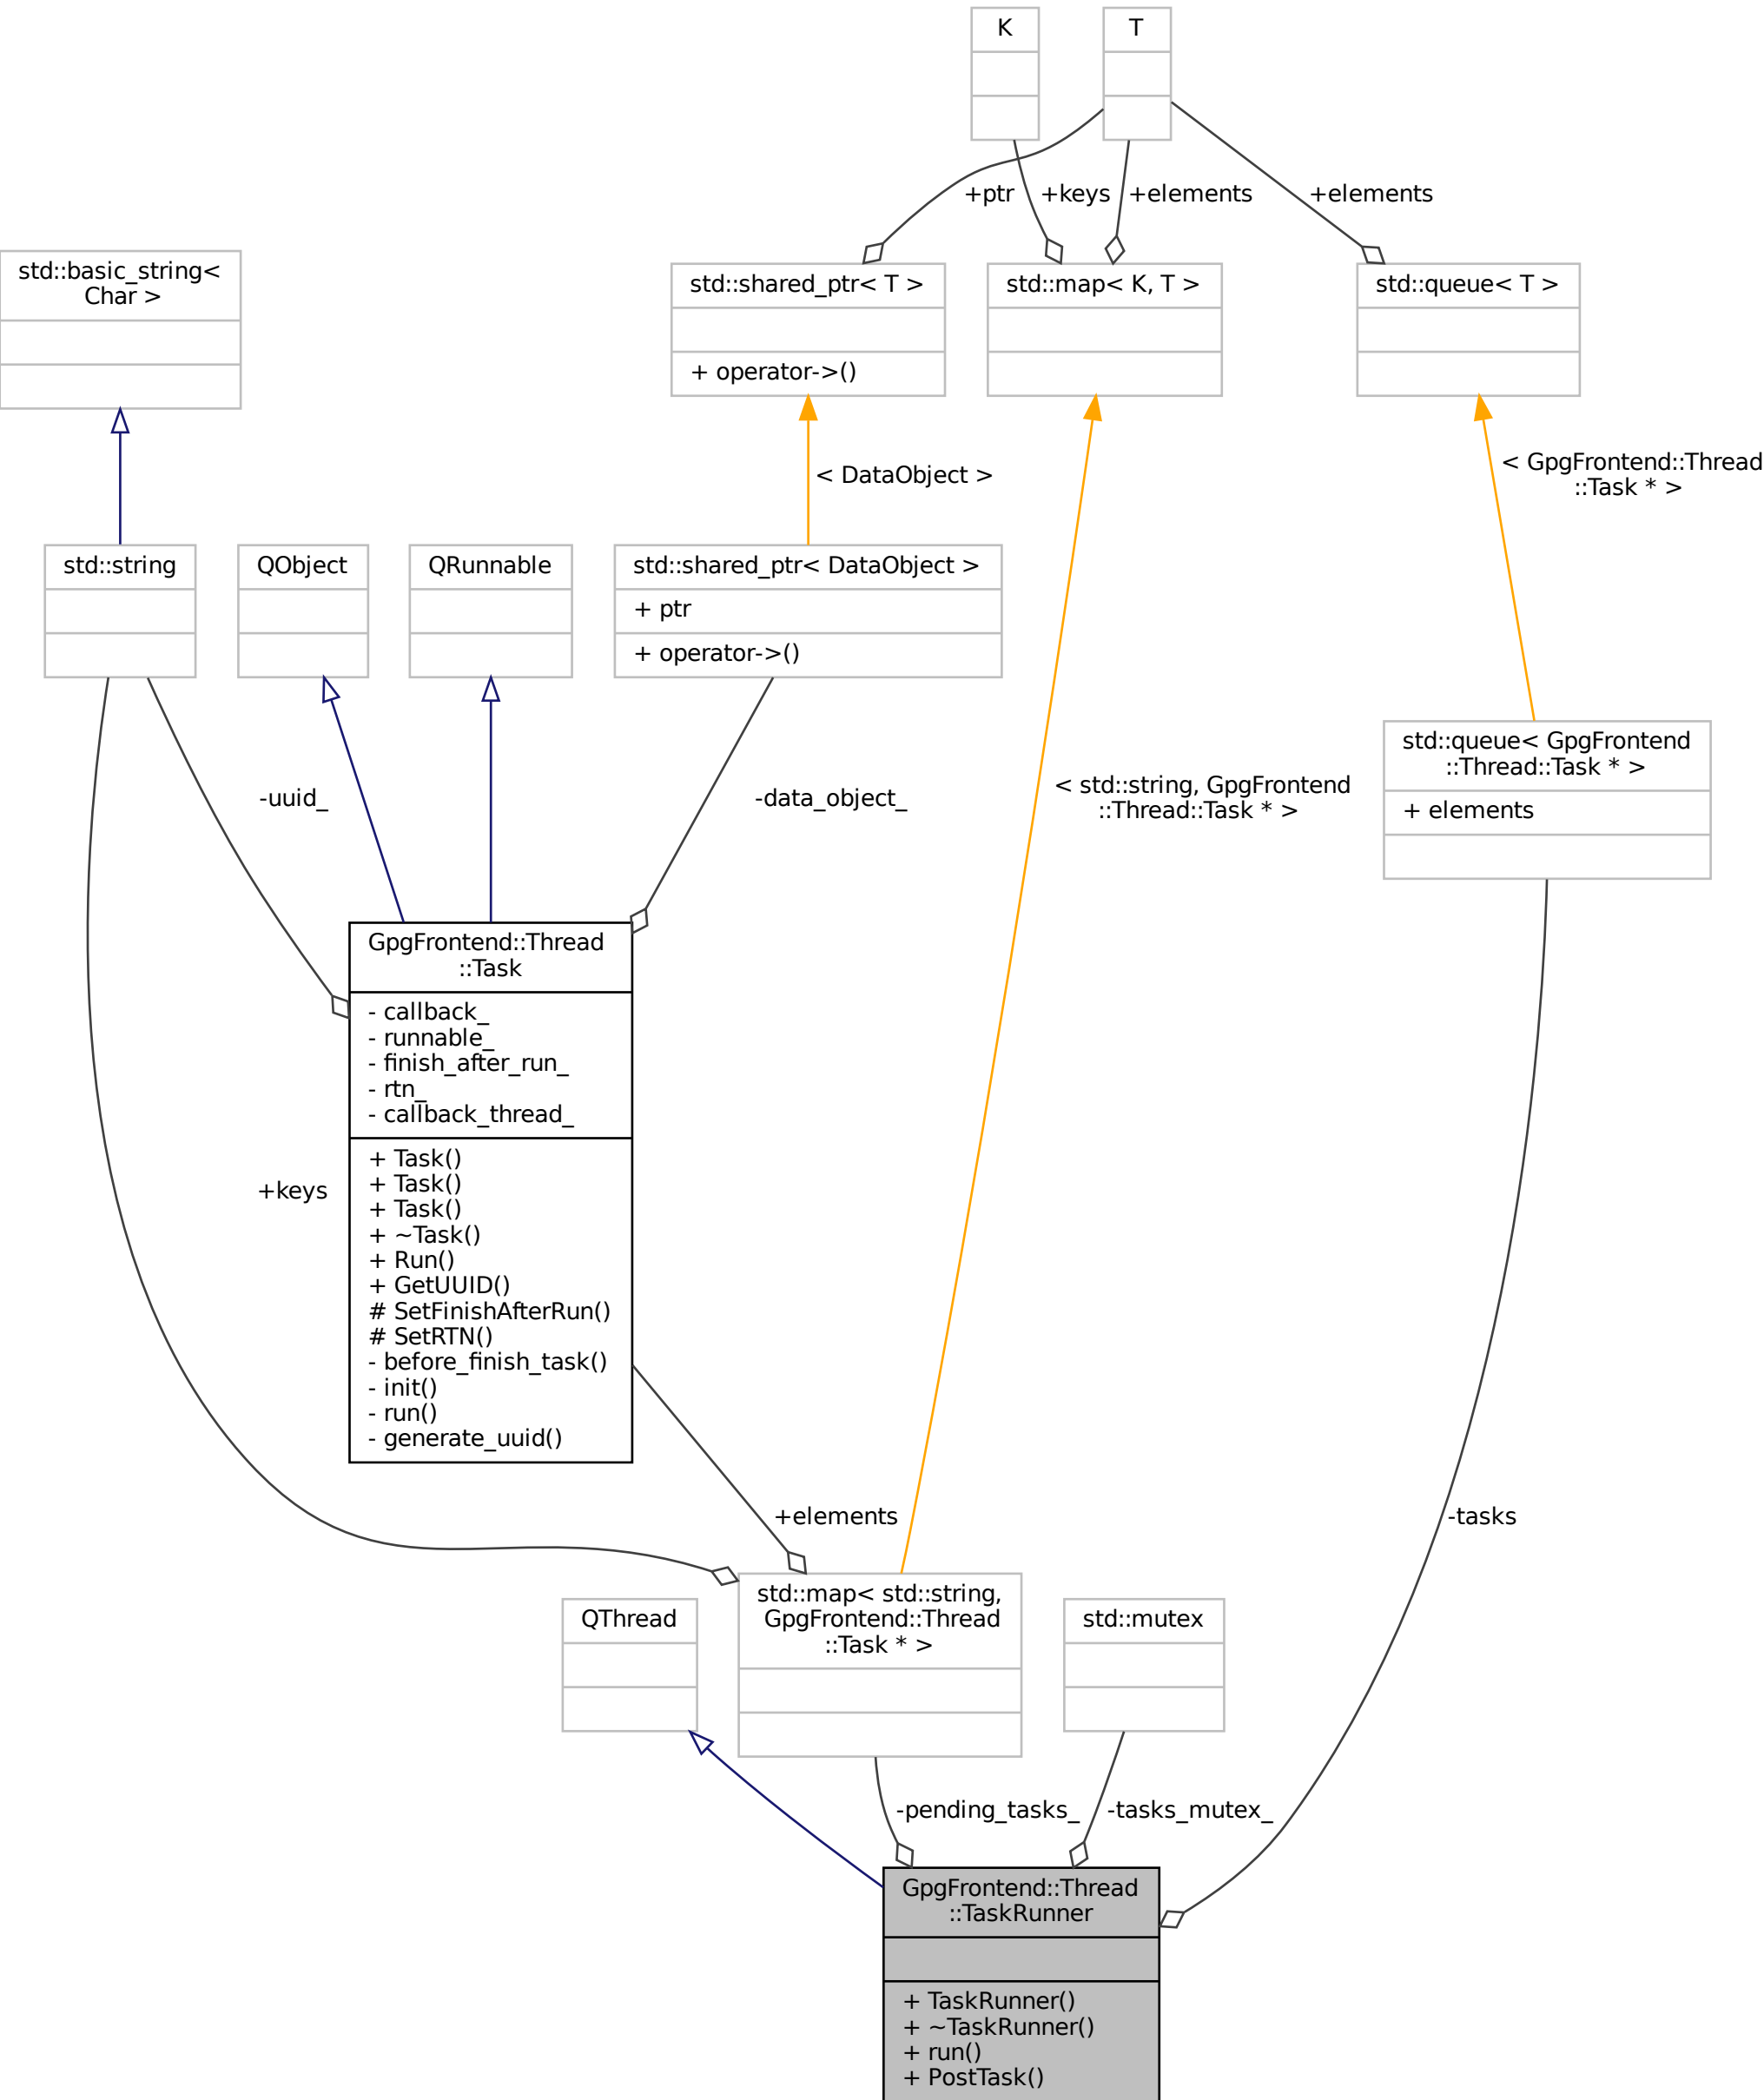 K
T
+ptr
+keys
+elements
+elements
std::basic_string<
Char >
std::shared_ptr< T >
+ operator->()
std::map< K, T >
std::queue< T >
< DataObject >
< GpgFrontend::Thread
::Task * >
std::string
QObject
QRunnable
std::shared_ptr< DataObject >
+ ptr
+ operator->()
std::queue< GpgFrontend
::Thread::Task * >
+ elements
-uuid_
-data_object_
< std::string, GpgFrontend
::Thread::Task * >
GpgFrontend::Thread
::Task
- callback_
- runnable_
- finish_after_run_
- rtn_
- callback_thread_
+ Task()
+ Task()
+ Task()
+ ~Task()
+ Run()
+ GetUUID()
# SetFinishAfterRun()
# SetRTN()
- before_finish_task()
- init()
- run()
- generate_uuid()
+keys
+elements
-tasks
QThread
std::map< std::string,
GpgFrontend::Thread
::Task * >
std::mutex
-pending_tasks_
-tasks_mutex_
GpgFrontend::Thread
::TaskRunner
+ TaskRunner()
+ ~TaskRunner()
+ run()
+ PostTask()